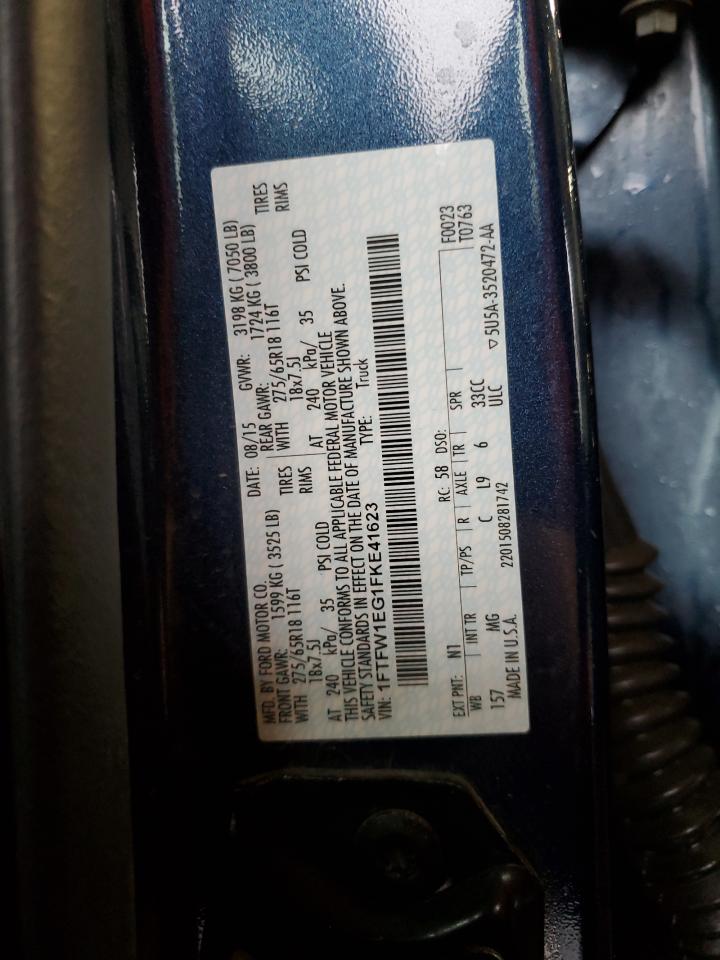 MFD. BY FORD MOTOR CO.
DATE: 08/15 GVWR: 3198 KG ( 7050 LB)
FRONT GAWR: 1599 KG ( 3525 LB)
REAR GAWR: 1724 KG ( 3800 LB)
WITH 275/65R18 116T TIRES
WITH 275/65R18 116T TIRES
18x7.5J RIMS
18x7.5J RIMS
AT 240 kPa/ 35 PSI COLD
AT 240 kPa/ 35 PSI COLD
THIS VEHICLE CONFORMS TO ALL APPLICABLE FEDERAL MOTOR VEHICLE
SAFETY STANDARDS IN EFFECT ON THE DATE OF MANUFACTURE SHOWN ABOVE.
VIN: 1FTFW1EG1FKE41623 TYPE: Truck
F0023
EXT PNT: N1 RC: 58 DSO: T0763
WB INT TR TP/PS R AXLE TR SPR
157 MG C L9 6 33CC
MADE IN U.S.A. 2201508281742 ULC ▽5U5A-3520472-AA